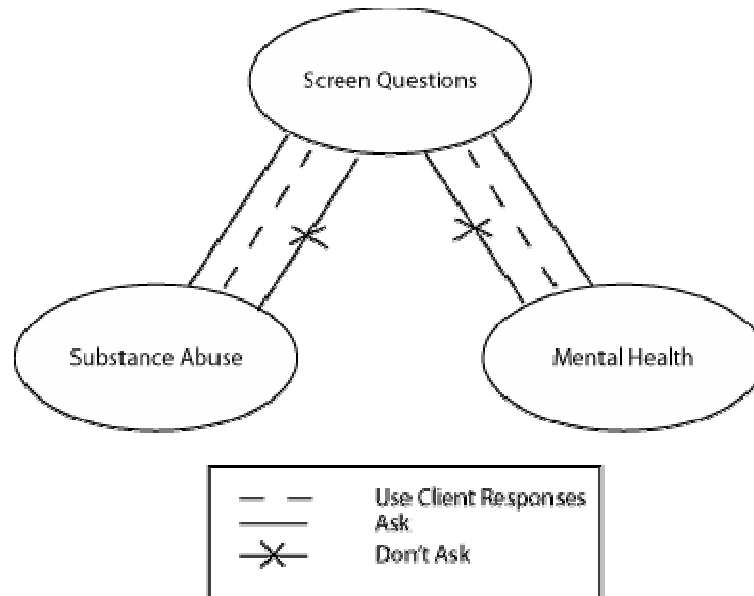 Screen Questions
Substance Abuse
Mental Health
Use Client Responses
Ask
Don't Ask